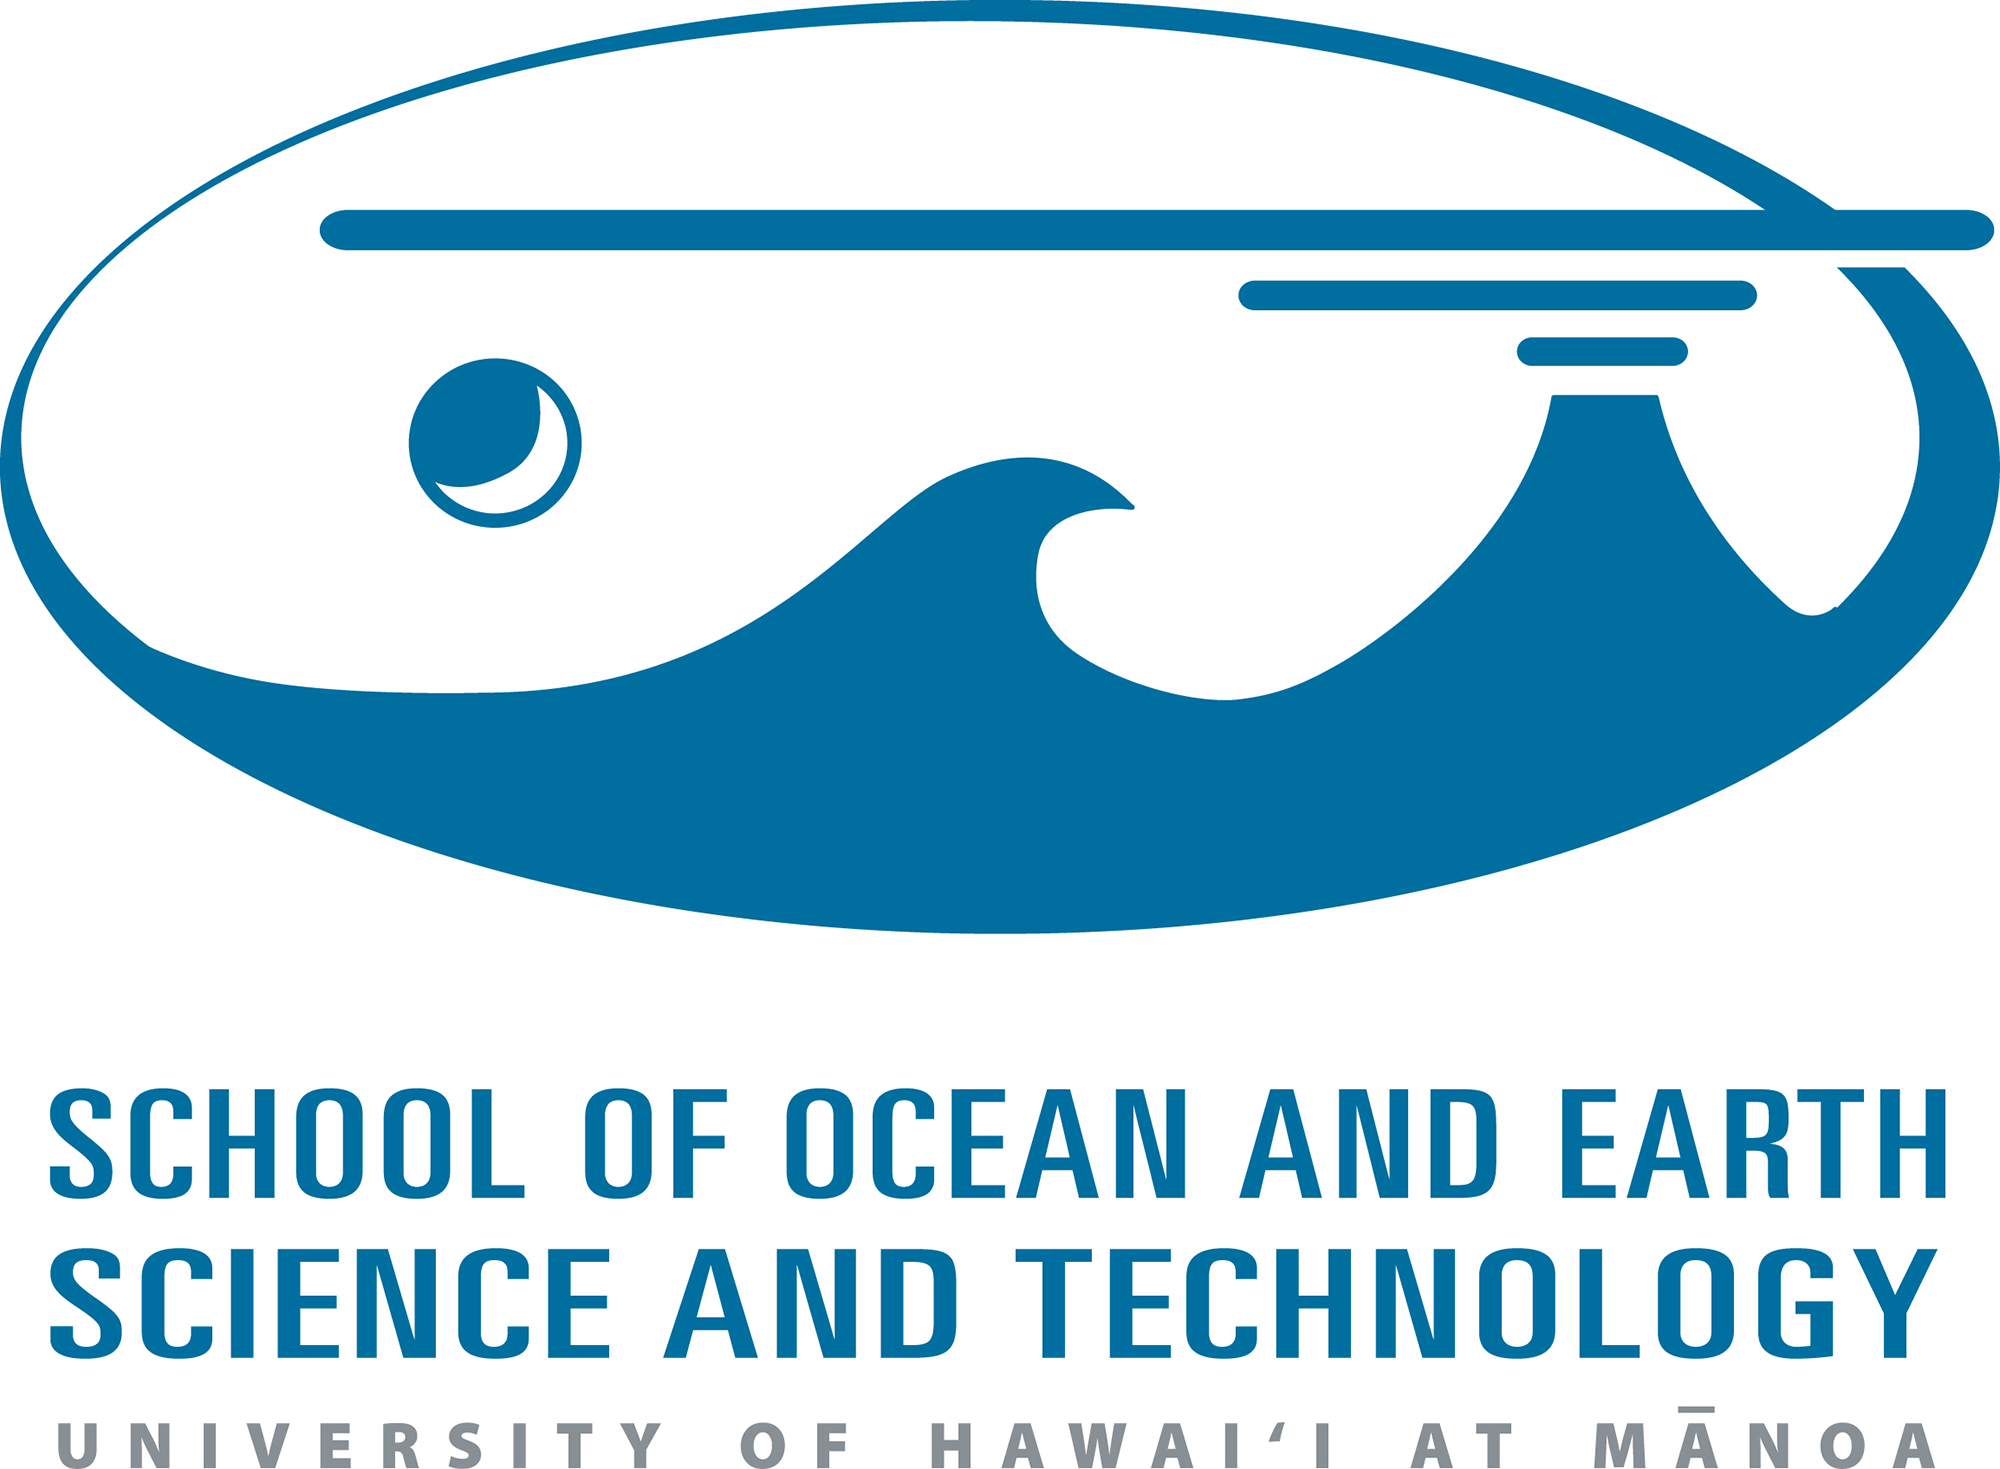 SCHOOL OF OCEAN AND EARTH
SCIENCE AND TECHNOLOGY
UNIVERSITY OF HAWAIʻI AT MĀNOA